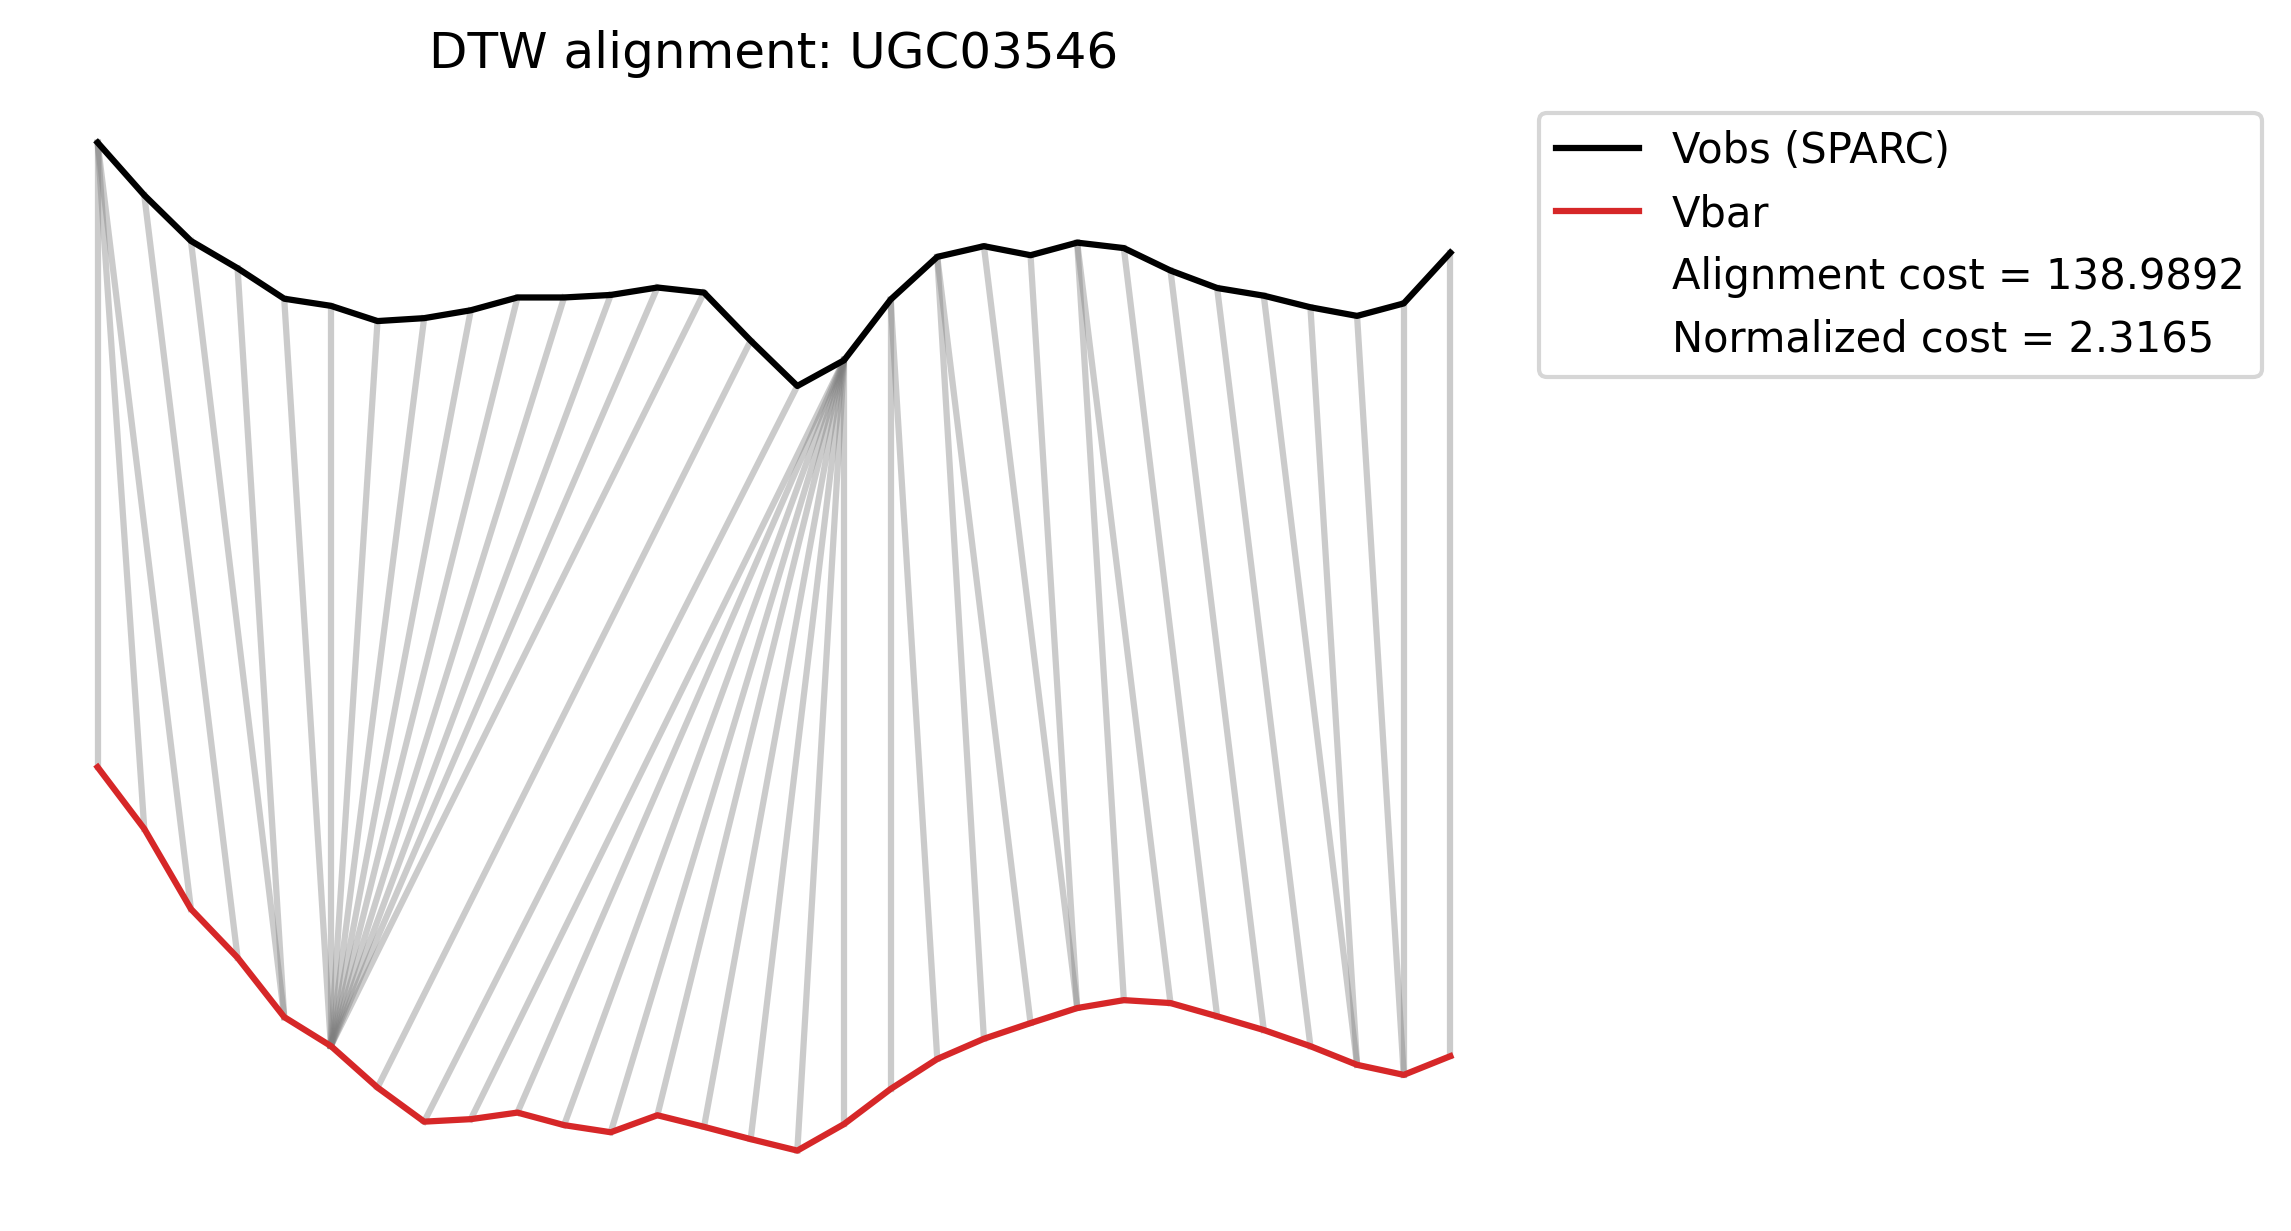 DTW alignment: UGC03546
Vobs (SPARC)
Vbar
Alignment cost = 138.9892
Normalized cost = 2.3165